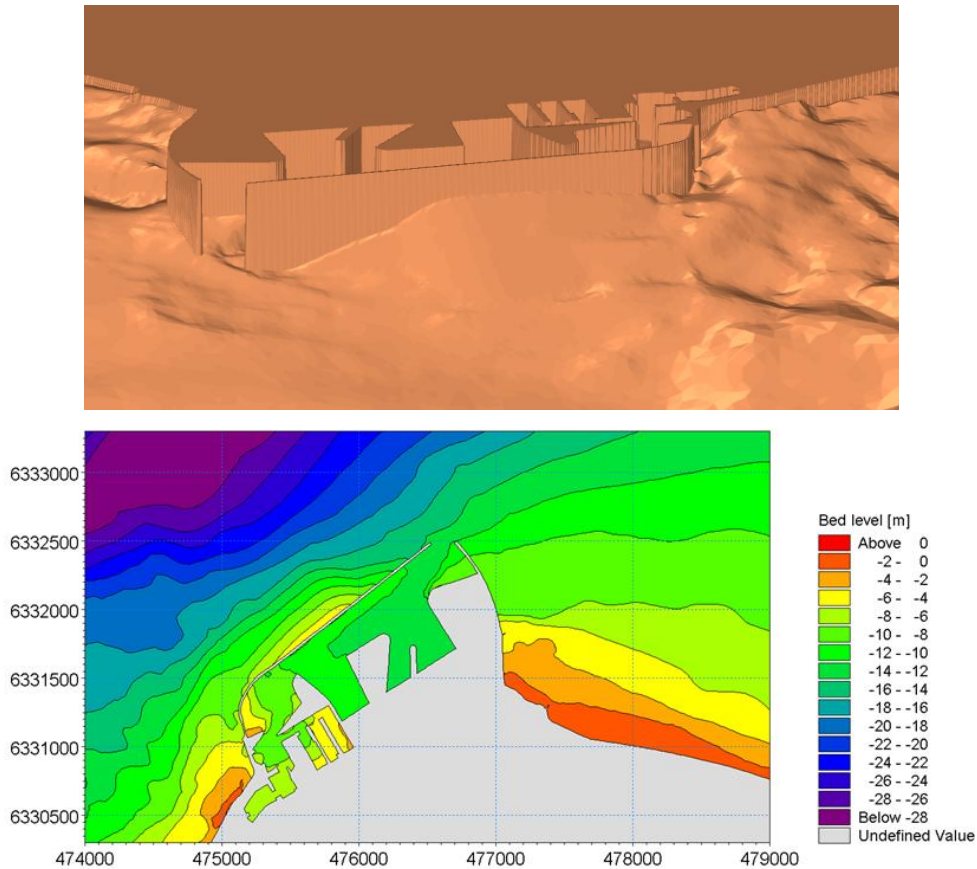 6333000
6332500
6332000
6331500
6331000
6330500
474000 475000 476000 477000 478000 479000
Bed level [m]
Above 0
-2 - 0
-4 - -2
-6 - -4
-8 - -6
-10 - -8
-12 - -10
-14 - -12
-16 - -14
-18 - -16
-20 - -18
-22 - -20
-24 - -22
-26 - -24
-28 - -26
Below -28
Undefined Value